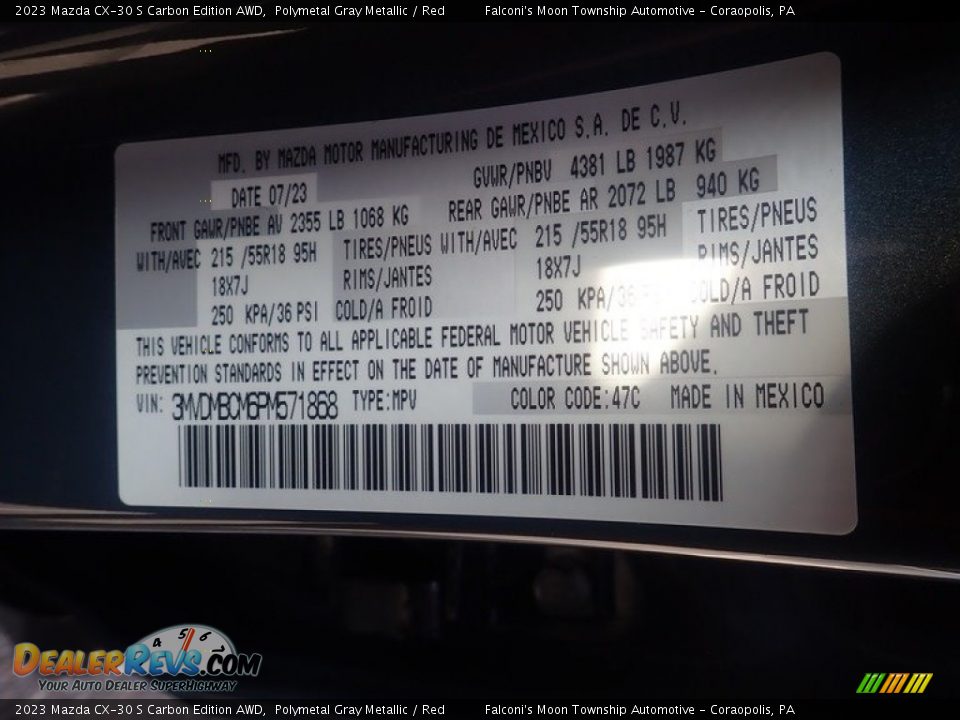 2023 Mazda CX-30 S Carbon Edition AWD,  Polymetal Gray Metallic / Red    Falconi's Moon Township Automotive - Coraopolis, PA
MFD. BY MAZDA MOTOR MANUFACTURING DE MEXICO S.A. DE C.V.
DATE 07/23    GVWR/PNBV 4381 LB 1987 KG
FRONT GAWR/PNBE AV 2355 LB 1068 KG    REAR GAWR/PNBE AR 2072 LB 940 KG
WITH/AVEC 215 /55R18 95H TIRES/PNEUS WITH/AVEC 215 /55R18 95H TIRES/PNEUS
18X7J RIMS/JANTES 18X7J RIMS/JANTES
250 KPA/36 PSI COLD/A FROID 250 KPA/36 PSI COLD/A FROID
THIS VEHICLE CONFORMS TO ALL APPLICABLE FEDERAL MOTOR VEHICLE SAFETY AND THEFT
PREVENTION STANDARDS IN EFFECT ON THE DATE OF MANUFACTURE SHOWN ABOVE.
VIN: 3MVDMBCM6PM571868 TYPE:MPV COLOR CODE:47C MADE IN MEXICO
4 5 6
DEALERREVS.COM
YOUR AUTO DEALER SUPERHIGHWAY
2023 Mazda CX-30 S Carbon Edition AWD,  Polymetal Gray Metallic / Red    Falconi's Moon Township Automotive - Coraopolis, PA